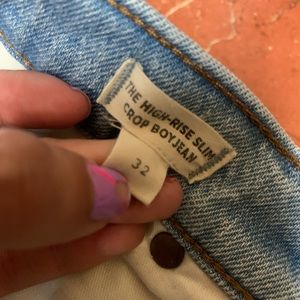 THE HIGH-RISE SLIM
CROP BOYJEAN
32